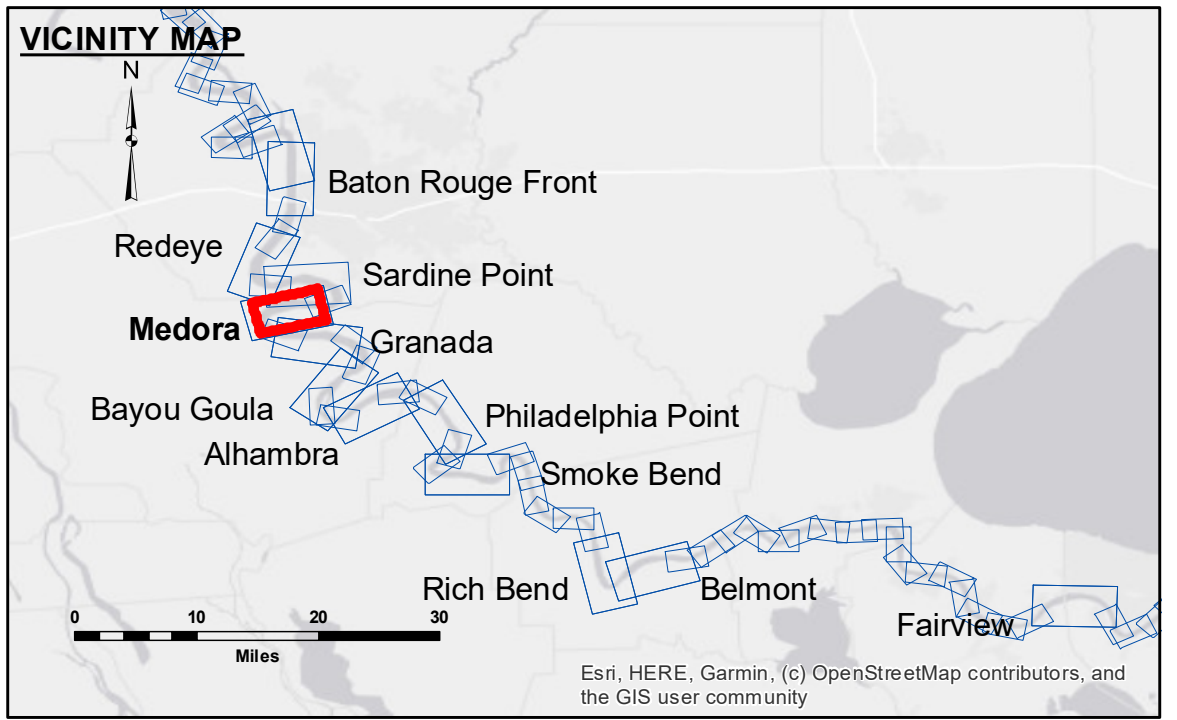 VICINITY MAP
N
Baton Rouge Front
Redeye
Sardine Point
Medora
Granada
Bayou Goula
Philadelphia Point
Alhambra
Smoke Bend
Rich Bend
Belmont
Fairview
0 10 20 30
Miles
Esri, HERE, Garmin, (c) OpenStreetMap contributors, and
the GIS user community